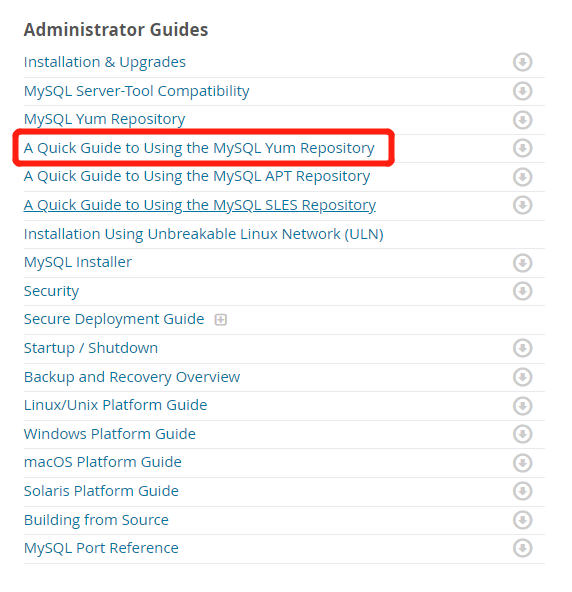 Administrator Guides
Installation & Upgrades
MySQL Server-Tool Compatibility
MySQL Yum Repository
A Quick Guide to Using the MySQL Yum Repository
A Quick Guide to Using the MySQL APT Repository
A Quick Guide to Using the MySQL SLES Repository
Installation Using Unbreakable Linux Network (ULN)
MySQL Installer
Security
Secure Deployment Guide
Startup / Shutdown
Backup and Recovery Overview
Linux/Unix Platform Guide
Windows Platform Guide
macOS Platform Guide
Solaris Platform Guide
Building from Source
MySQL Port Reference